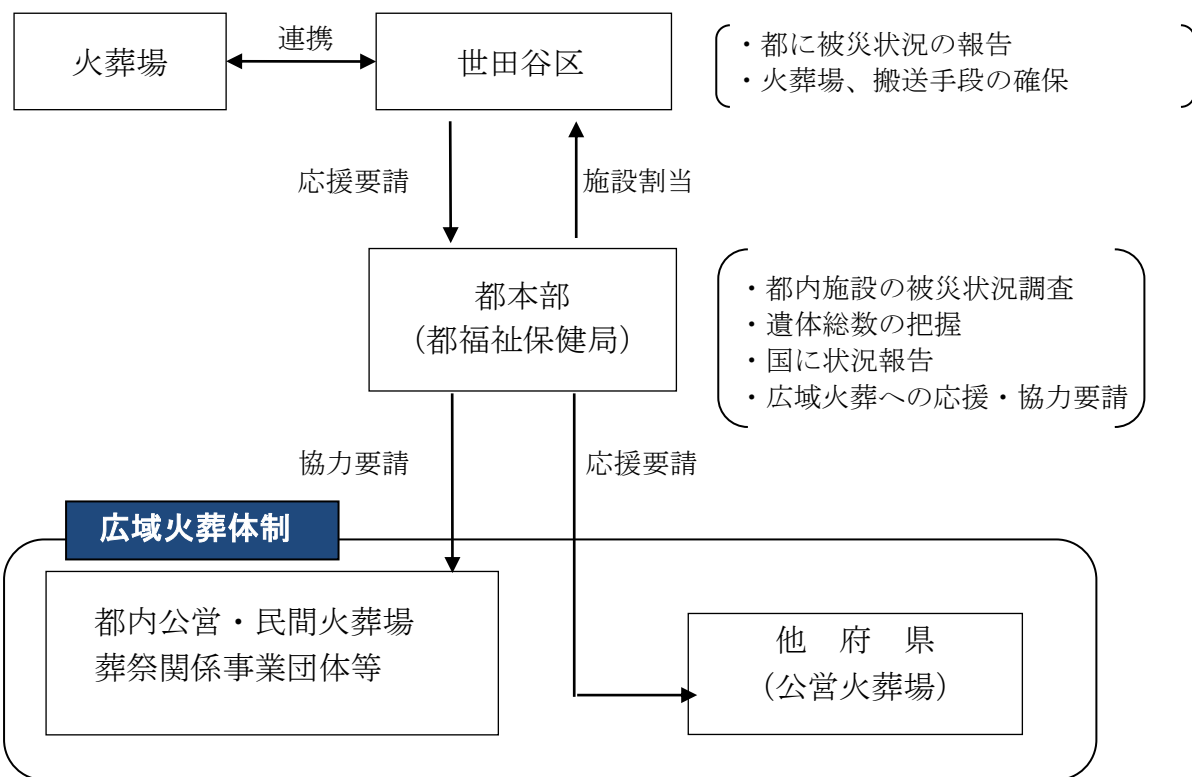 連携
火葬場
世田谷区
・都に被災状況の報告
・火葬場、搬送手段の確保
応援要請
施設割当
都本部
（都福祉保健局）
・都内施設の被災状況調査
・遺体総数の把握
・国に状況報告
・広域火葬への応援・協力要請
協力要請
応援要請
広域火葬体制
都内公営・民間火葬場
葬祭関係事業団体等
他　府　県
（公営火葬場）